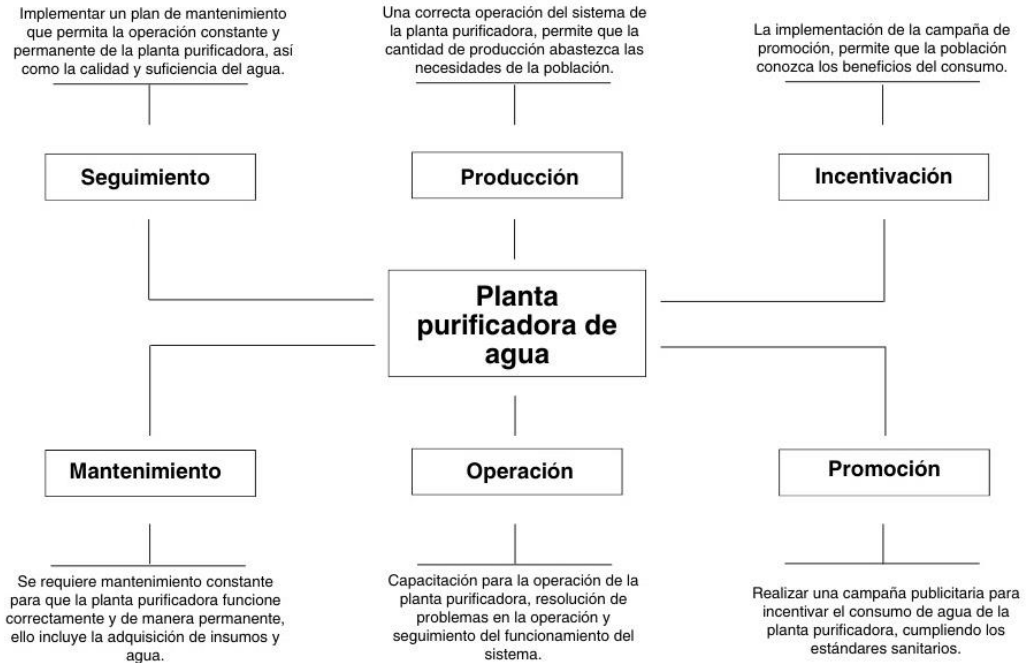 Implementar un plan de mantenimiento
que permita la operación constante y
permanente de la planta purificadora, así
como la calidad y suficiencia del agua.
Una correcta operación del sistema de
la planta purificadora, permite que la
cantidad de producción abastezca las
necesidades de la población.
La implementación de la campaña de
promoción, permite que la población
conozca los beneficios del consumo.
Seguimiento
Producción
Incentivación
Planta
purificadora de
agua
Mantenimiento
Operación
Promoción
Se requiere mantenimiento constante
para que la planta purificadora funcione
correctamente y de manera permanente,
ello incluye la adquisición de insumos y
agua.
Capacitación para la operación de la
planta purificadora, resolución de
problemas en la operación y
seguimiento del funcionamiento del
sistema.
Realizar una campaña publicitaria para
incentivar el consumo de agua de la
planta purificadora, cumpliendo los
estándares sanitarios.